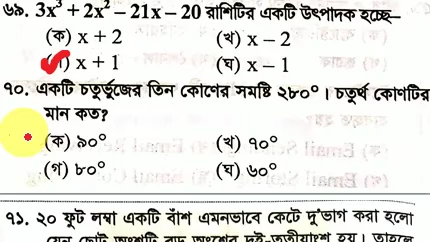 ৬৯. 3x³ + 2x² – 21x – 20 রাশিটির একটি উৎপাদক হচ্ছে–
(ক) x + 2 (খ) x – 2
x + 1 (ঘ) x – 1
৭০. একটি চতুর্ভুজের তিন কোণের সমষ্টি ২৮০° । চতুর্থ কোণটির
মান কত?
(ক) ৯০° (খ) ৭০°
(গ) ৮০° (ঘ) ৬০°
৭১. ২০ ফুট লম্বা একটি বাঁশ এমনভাবে কেটে দু'ভাগ করা হলো